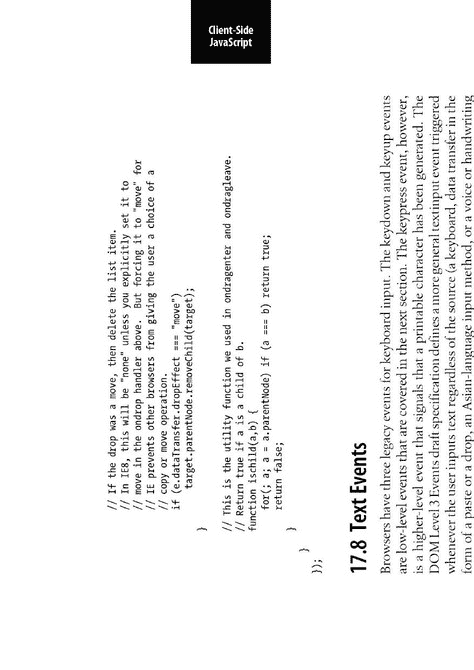 Client-Side
JavaScript
// If the drop was a move, then delete the list item.
// In IE8, this will be "none" unless you explicitly set it to
// move in the ondrop handler above.  But forcing it to "move" for
// IE prevents other browsers from giving the user a choice of a
// copy or move operation.
if (e.dataTransfer.dropEffect === "move")
target.parentNode.removeChild(target);
}
// This is the utility function we used in ondragenter and ondragleave.
// Return true if a is a child of b.
function ischild(a,b) {
for(; a; a = a.parentNode) if (a === b) return true;
return false;
}
}
});
17.8 Text Events
Browsers have three legacy events for keyboard input. The keydown and keyup events
are low-level events that are covered in the next section. The keypress event, however,
is a higher-level event that signals that a printable character has been generated. The
DOM Level 3 Events draft specification defines a more general textinput event triggered
whenever the user inputs text regardless of the source (a keyboard, data transfer in the
form of a paste or a drop, an Asian-language input method, or a voice or handwriting